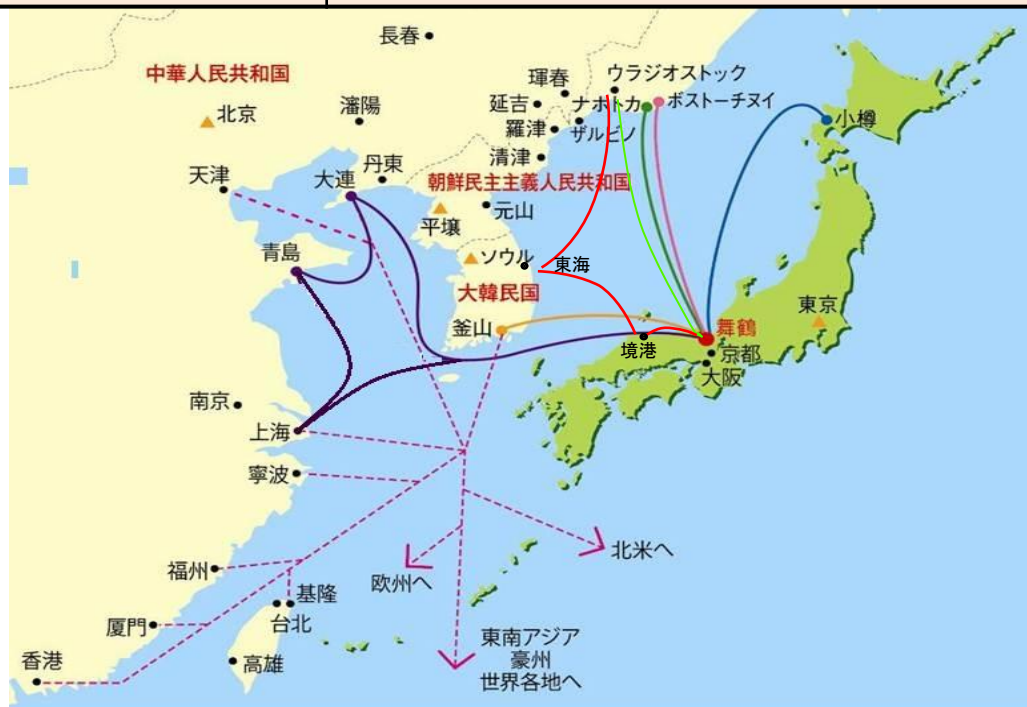 長春
中華人民共和国
琿春
ウラジオストック
北京
瀋陽
延吉
ナホトカ
ボストーチヌイ
小樽
羅津
ザルビノ
清津
天津
大連
丹東
朝鮮民主主義人民共和国
元山
平壌
青島
ソウル
東海
大韓民国
東京
釜山
舞鶴
境港
京都
大阪
南京
上海
寧波
北米へ
福州
欧州へ
基隆
台北
厦門
東南アジア
豪州
世界各地へ
香港
高雄